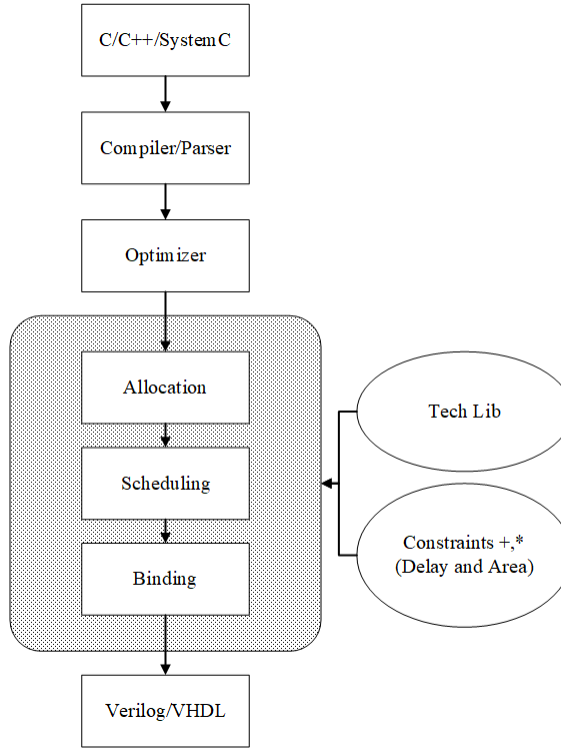 C/C++/SystemC
Compiler/Parser
Optimizer
Allocation
Tech Lib
Scheduling
Constraints +,*
(Delay and Area)
Binding
Verilog/VHDL